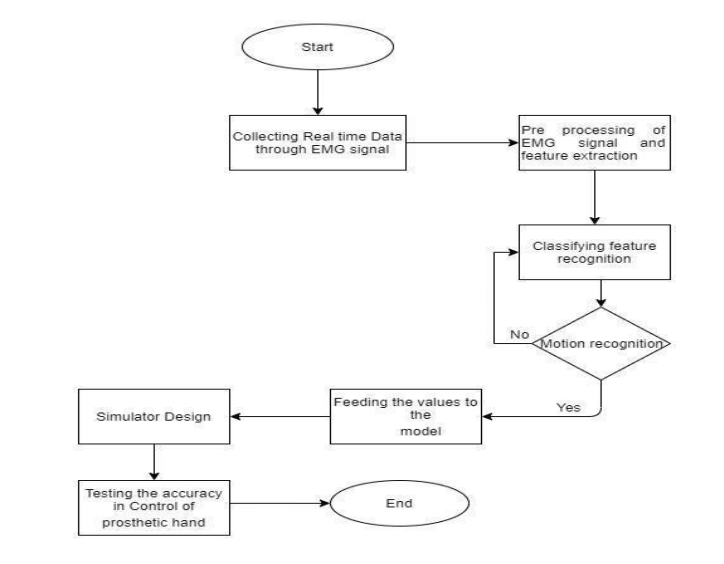 Start
Collecting Real time Data
through EMG signal
Pre processing of
EMG signal and
feature extraction
Classifying feature
recognition
No
Motion recognition
Yes
Feeding the values to
the
model
Simulator Design
Testing the accuracy
in Control of
prosthetic hand
End